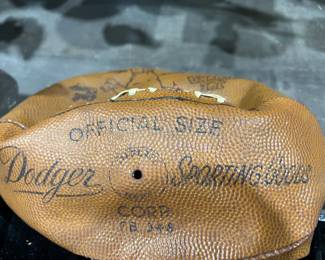 OFFICIAL SIZE
Dodger SPORTING GOODS
CORP.
FB 348